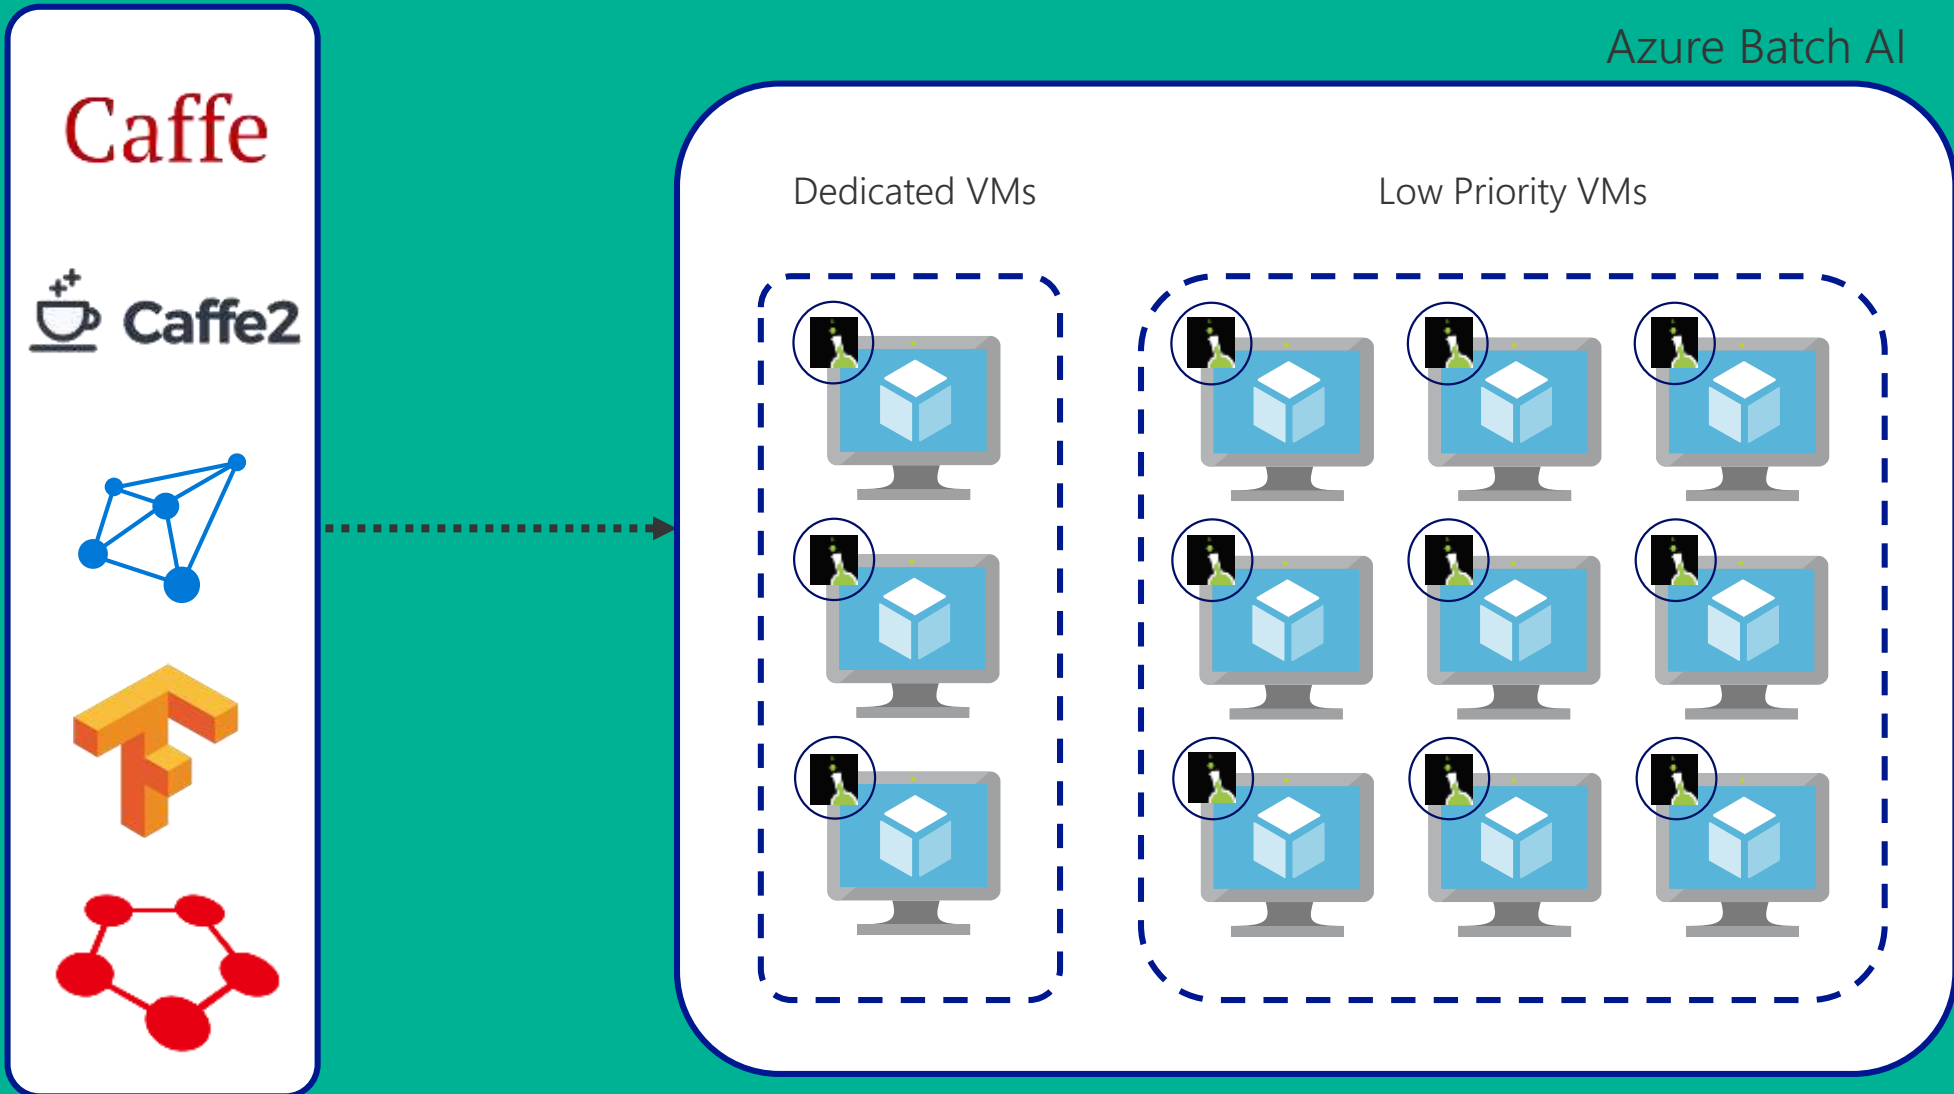 Azure Batch AI
Caffe
Caffe2
Dedicated VMs
Low Priority VMs